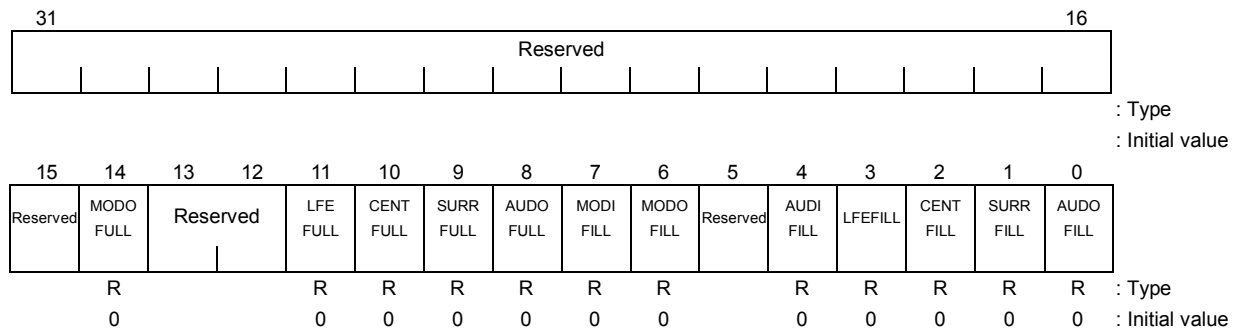 31 16
Reserved
: Type
: Initial value
15 14 13 12 11 10 9 8 7 6 5 4 3 2 1 0
Reserved MODO FULL Reserved LFE FULL CENT FULL SURR FULL AUDO FULL MODI FILL MODO FILL Reserved AUDI FILL LFEFILL CENT FILL SURR FILL AUDO FILL
R R R R R R R R R R R R : Type
0 0 0 0 0 0 0 0 0 0 0 0 : Initial value